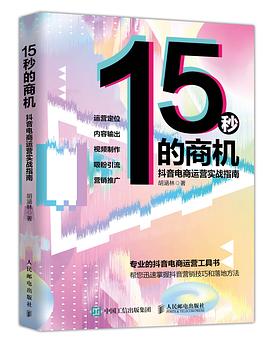 15秒的商机
抖音电商运营实战指南
胡涵林 著
人民邮电出版社
15秒
的商机
抖音电商运营实战指南
胡涵林◎著
运营定位
内容输出
视频制作
吸粉引流
营销推广
专业的抖音电商运营工具书
帮您迅速掌握抖音营销技巧和落地方法
中国工信出版集团
人民邮电出版社